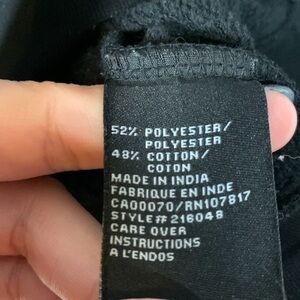 52% POLYESTER/
POLYESTER
48% COTTON/
COTON
MADE IN INDIA
FABRIQUE EN INDE
CA00070/RN107817
STYLE# 216048
CARE OVER
INSTRUCTIONS
A L'ENDOS